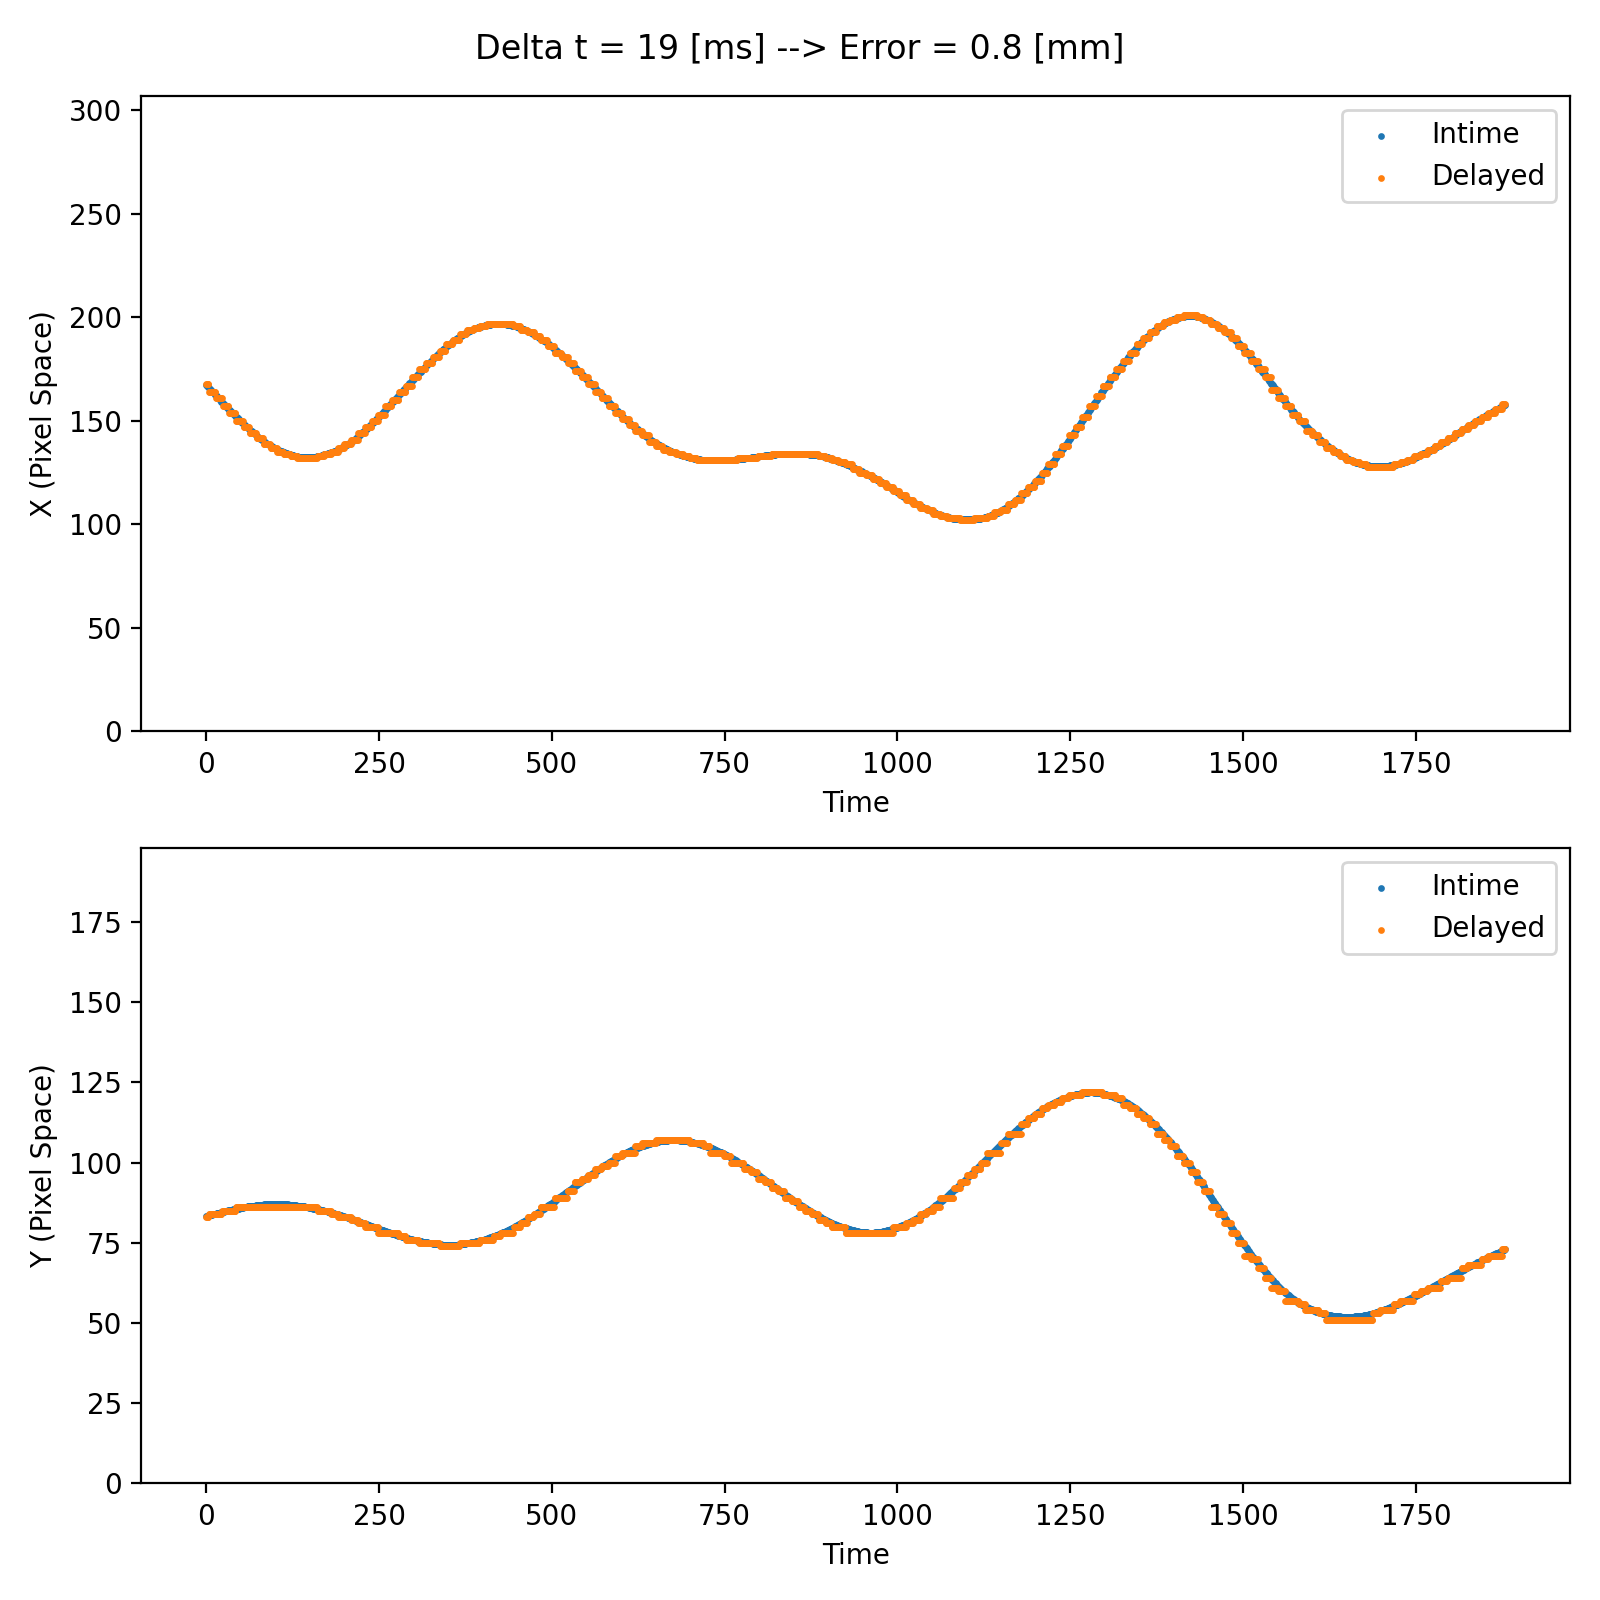 Delta t = 19 [ms] --> Error = 0.8 [mm]
300
250
200
150
100
50
0
X (Pixel Space)
Intime
Delayed
0 250 500 750 1000 1250 1500 1750
Time
175
150
125
100
75
50
25
0
Y (Pixel Space)
Intime
Delayed
0 250 500 750 1000 1250 1500 1750
Time